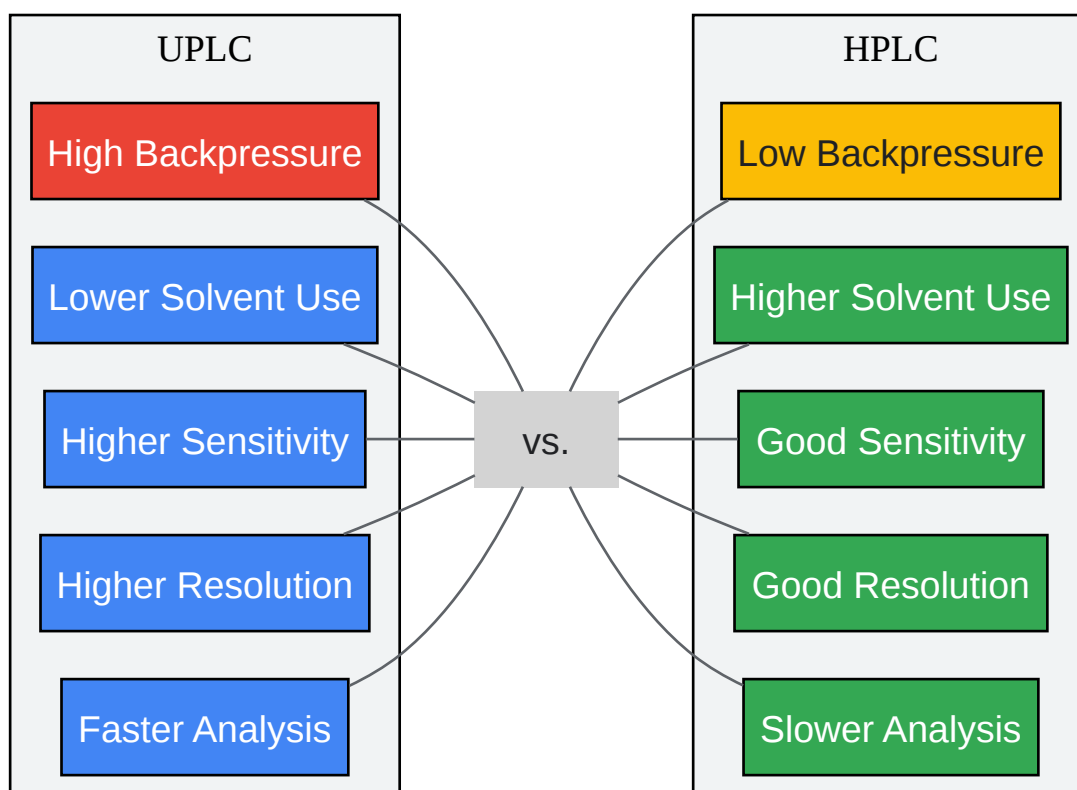 UPLC
High Backpressure
Lower Solvent Use
Higher Sensitivity
Higher Resolution
Faster Analysis
vs.
HPLC
Low Backpressure
Higher Solvent Use
Good Sensitivity
Good Resolution
Slower Analysis